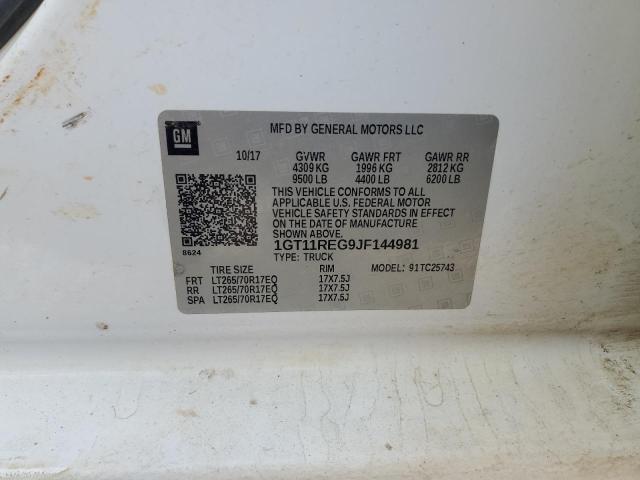 GM
MFD BY GENERAL MOTORS LLC
10/17 GVWR GAWR FRT GAWR RR
4309 KG 1996 KG 2812 KG
9500 LB 4400 LB 6200 LB
THIS VEHICLE CONFORMS TO ALL
APPLICABLE U.S. FEDERAL MOTOR
VEHICLE SAFETY STANDARDS IN EFFECT
ON THE DATE OF MANUFACTURE
SHOWN ABOVE.
1GT11REG9JF144981
8624
TYPE: TRUCK
MODEL: 91TC25743
TIRE SIZE RIM
FRT LT265/70R17EQ 17X7.5J
RR LT265/70R17EQ 17X7.5J
SPA LT265/70R17EQ 17X7.5J